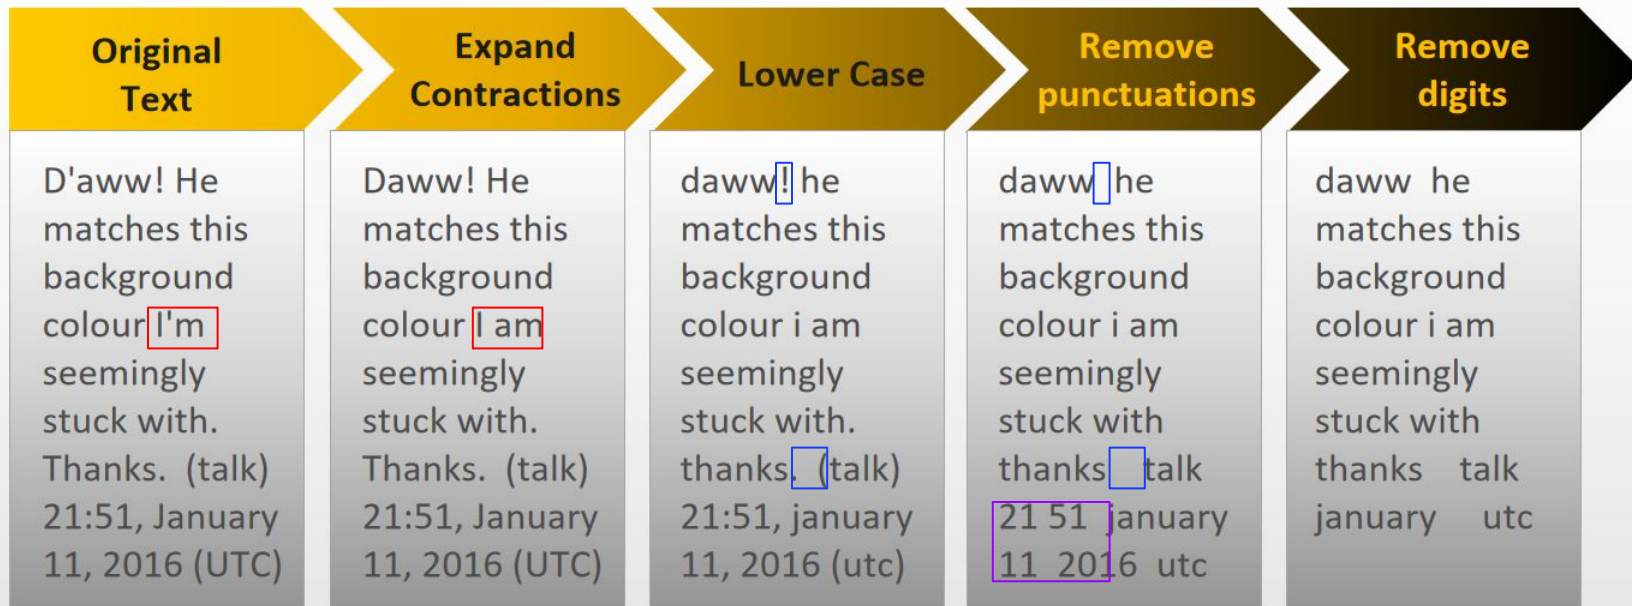 Original
Text
Expand
Contractions
Lower Case
Remove
punctuations
Remove
digits
D'aww! He
matches this
background
colour I'm
seemingly
stuck with.
Thanks.  (talk)
21:51, January
11, 2016 (UTC)
Daww! He
matches this
background
colour I am
seemingly
stuck with.
Thanks.  (talk)
21:51, January
11, 2016 (UTC)
daww! he
matches this
background
colour i am
seemingly
stuck with.
thanks.  (talk)
21:51, january
11, 2016 (utc)
daww  he
matches this
background
colour i am
seemingly
stuck with
thanks    talk
21 51  january
11  2016  utc
daww  he
matches this
background
colour i am
seemingly
stuck with
thanks    talk
january     utc